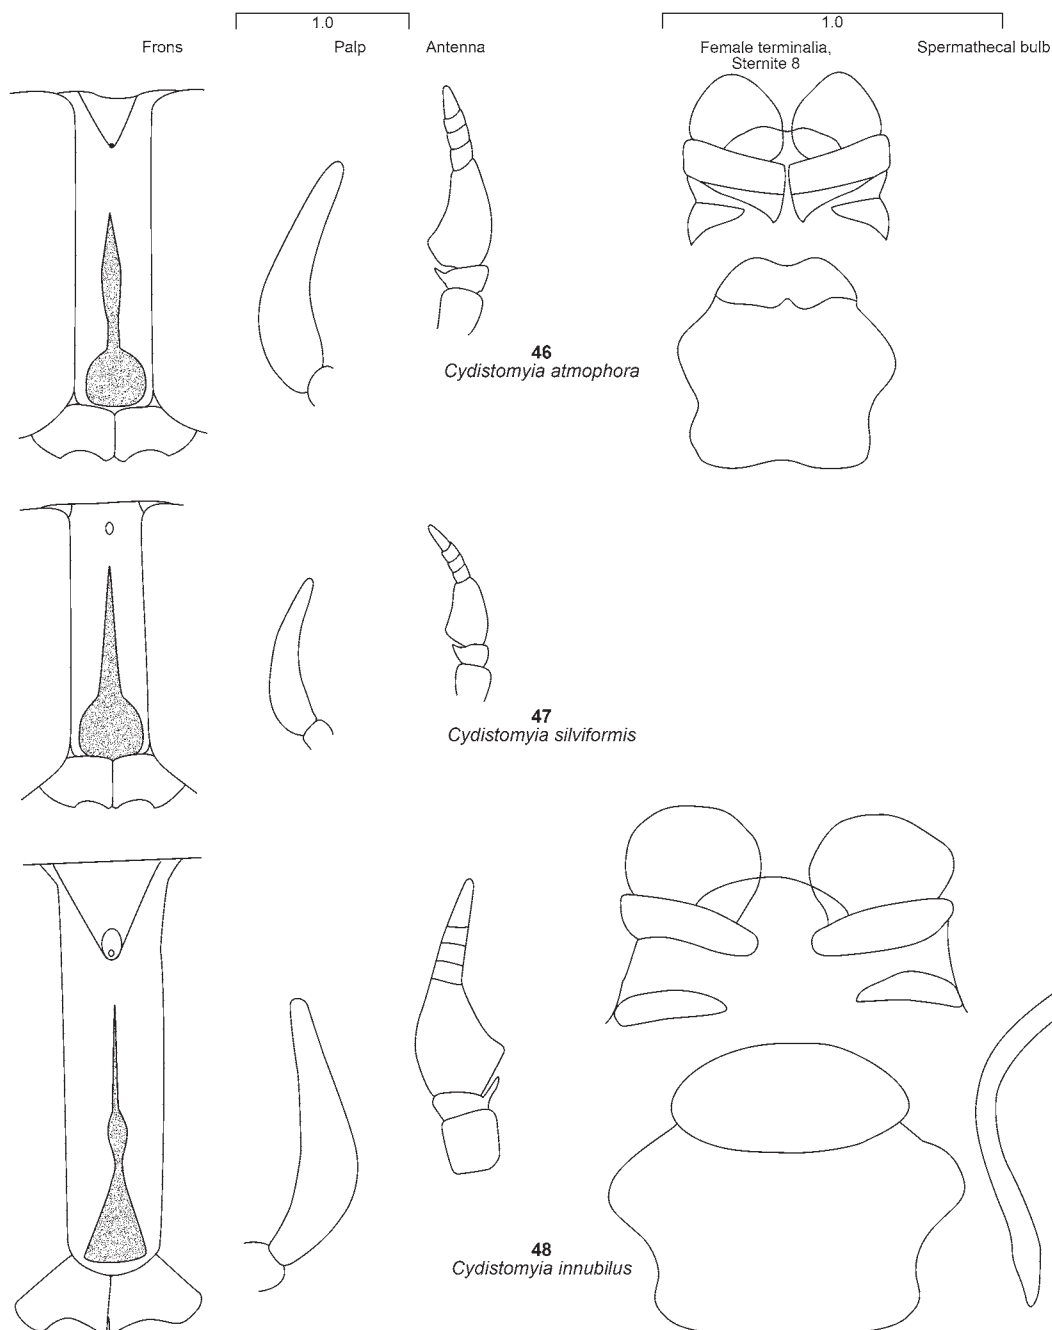 1.0
1.0
Frons
Palp
Antenna
Female terminalia,
Sternite 8
Spermathecal bulb
46
Cydistomyia atmophora
47
Cydistomyia silviformis
48
Cydistomyia innubilus